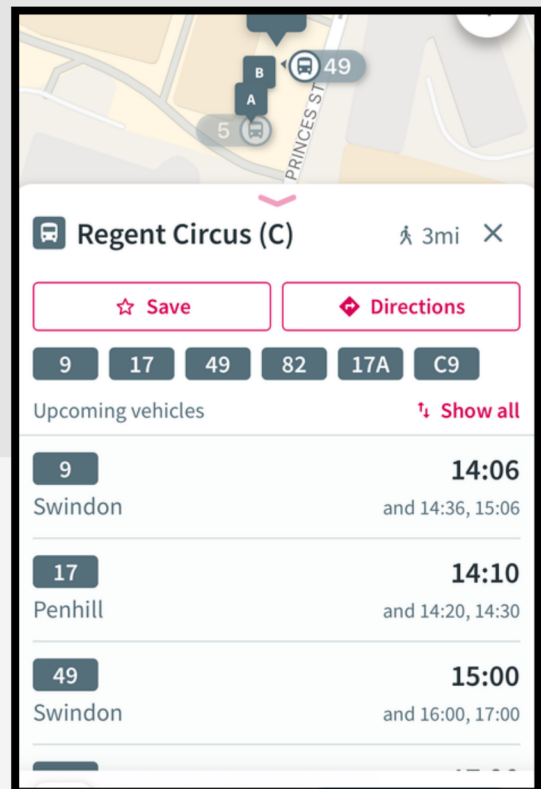 B
49
A
5
PRINCES ST
Regent Circus (C)
3mi
Save
Directions
9 17 49 82 17A C9
Upcoming vehicles
Show all
9
14:06
Swindon
and 14:36, 15:06
17
14:10
Penhill
and 14:20, 14:30
49
15:00
Swindon
and 16:00, 17:00